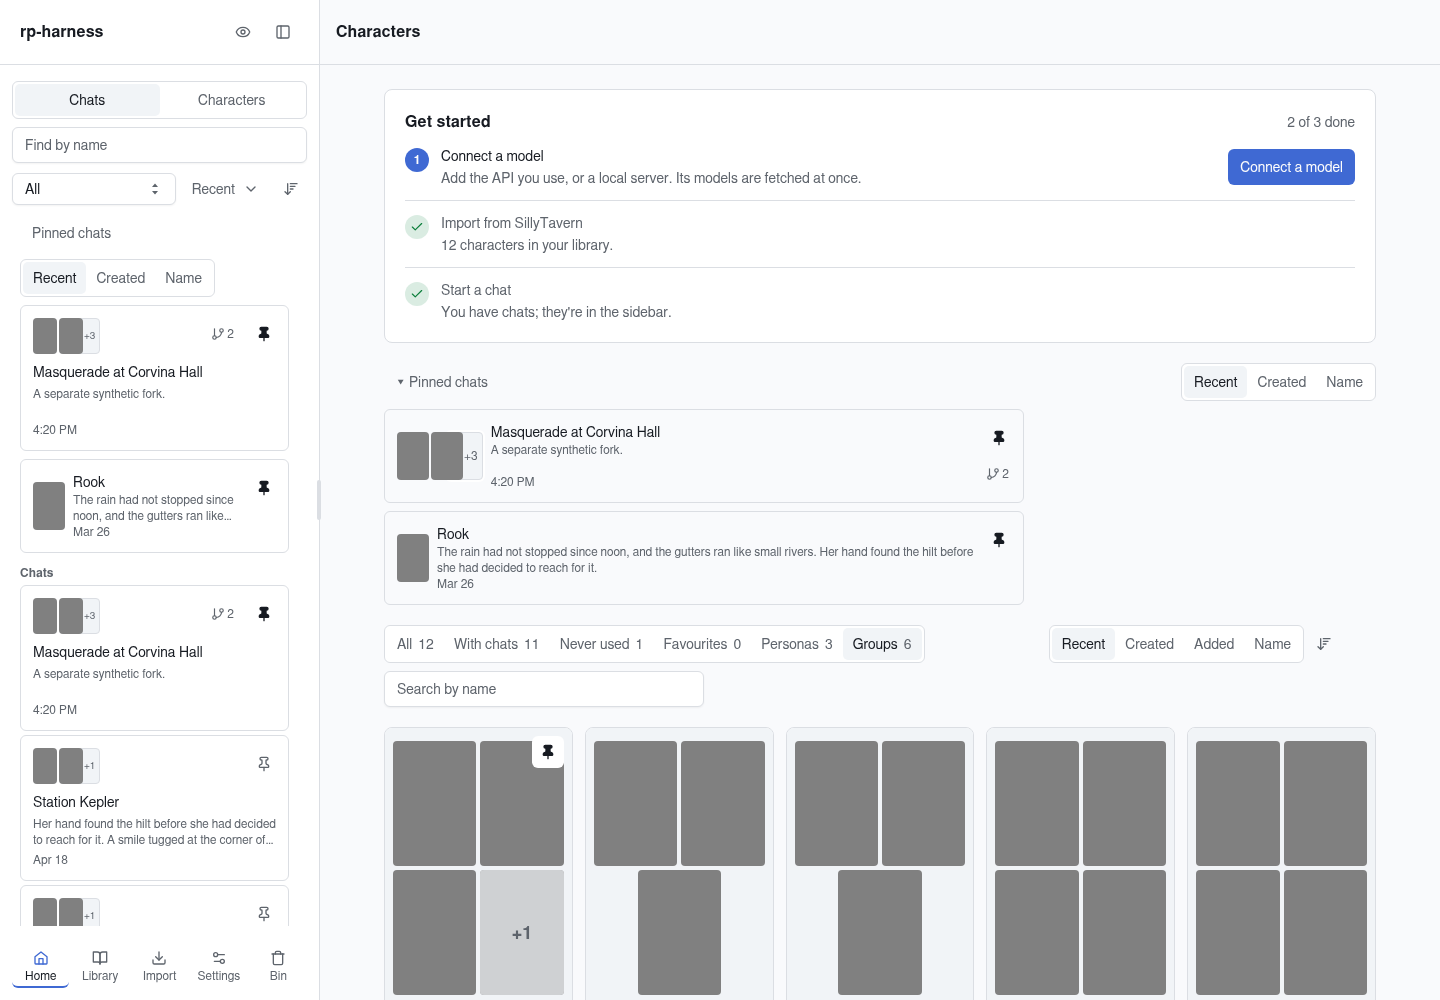 rp-harness
Chats
Characters
Find by name
All
Recent
Pinned chats
Recent
Created
Name
+3
2
Masquerade at Corvina Hall
A separate synthetic fork.
4:20 PM
Rook
The rain had not stopped since
noon, and the gutters ran like…
Mar 26
Chats
+3
2
Masquerade at Corvina Hall
A separate synthetic fork.
4:20 PM
+1
Station Kepler
Her hand found the hilt before she had decided
to reach for it. A smile tugged at the corner of…
Apr 18
+1
Home
Library
Import
Settings
Bin
Characters
Get started
2 of 3 done
1
Connect a model
Add the API you use, or a local server. Its models are fetched at once.
Connect a model
Import from SillyTavern
12 characters in your library.
Start a chat
You have chats; they're in the sidebar.
Pinned chats
Recent
Created
Name
+3
Masquerade at Corvina Hall
A separate synthetic fork.
4:20 PM
2
Rook
The rain had not stopped since noon, and the gutters ran like small rivers. Her hand found the hilt before
she had decided to reach for it.
Mar 26
All 12
With chats 11
Never used 1
Favourites 0
Personas 3
Groups 6
Recent
Created
Added
Name
Search by name
+1